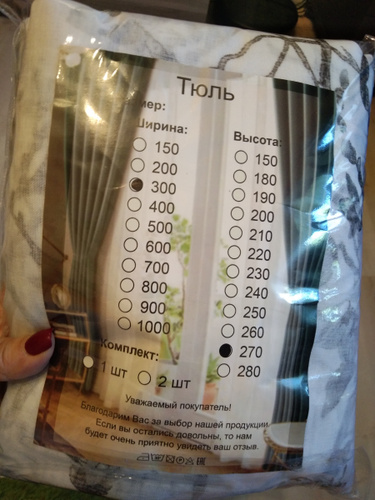 Тюль
мер:
Ширина:
150
200
300
400
500
600
700
800
900
1000
Высота:
150
180
190
200
210
220
230
240
250
260
270
280
Комплект:
1 шт 2 шт
Уважаемый покупатель!
Благодарим Вас за выбор нашей продукции
Если вы остались довольны, то нам
будет очень приятно увидеть ваш отзыв.